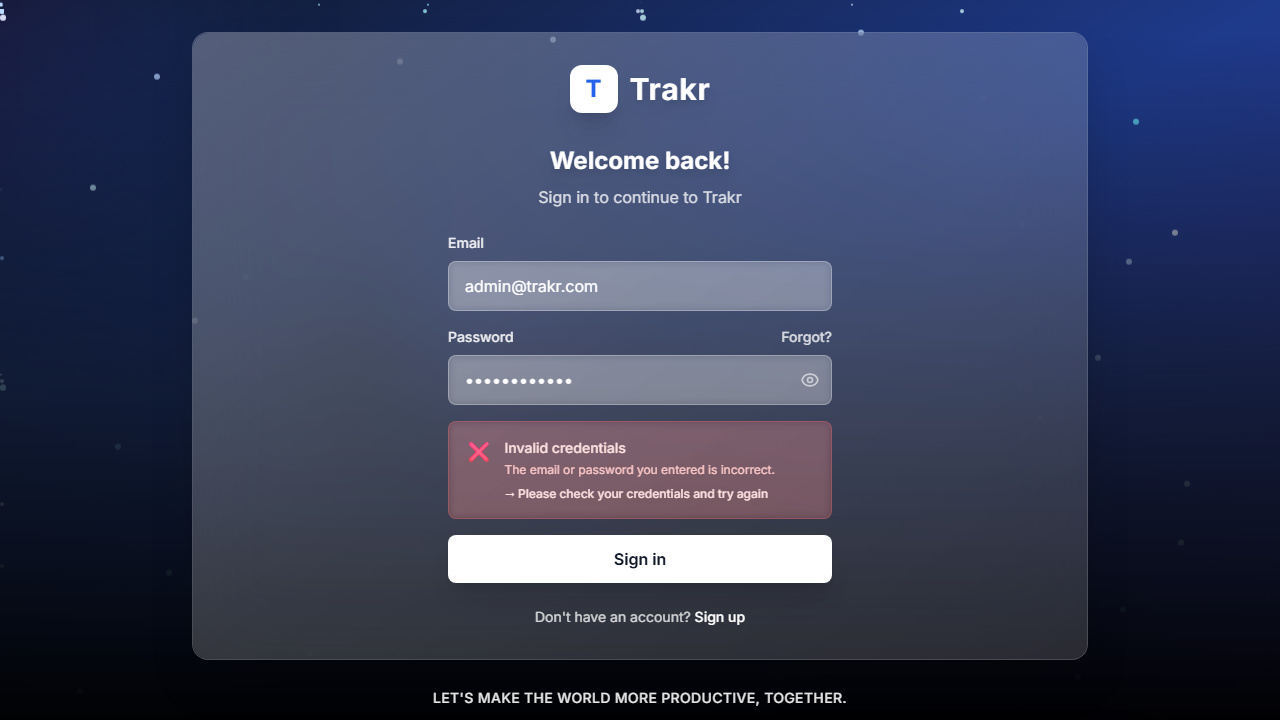 T Trakr
Welcome back!
Sign in to continue to Trakr
Email
admin@trakr.com
Password Forgot?
●●●●●●●●●●●●
❌ Invalid credentials
The email or password you entered is incorrect.
→ Please check your credentials and try again
Sign in
Don't have an account? Sign up
LET'S MAKE THE WORLD MORE PRODUCTIVE, TOGETHER.